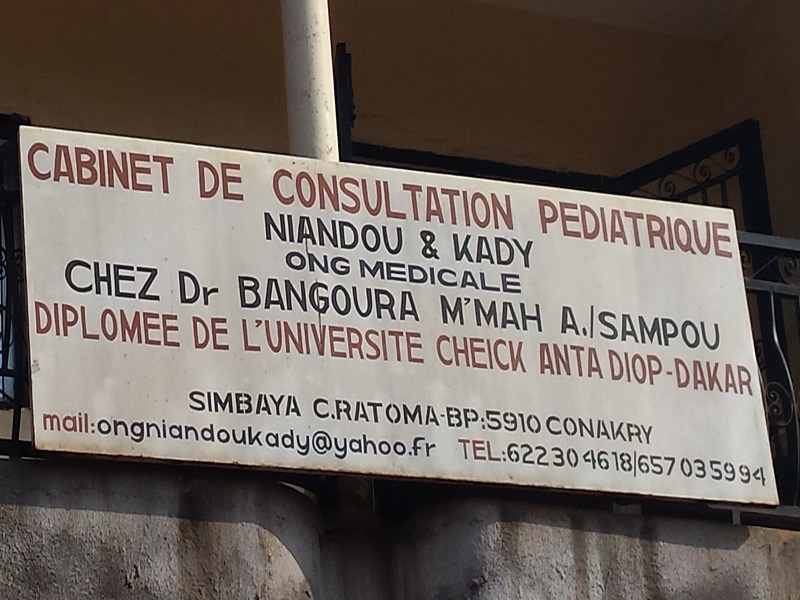 CABINET DE CONSULTATION PEDIATRIQUE
NIANDOU & KADY
ONG MEDICALE
CHEZ Dr BANGOURA M'MAH A./SAMPOU
DIPLOMEE DE L'UNIVERSITE CHEICK ANTA DIOP-DAKAR
SIMBAYA C.RATOMA-BP:5910 CONAKRY
mail:ongniandoukady@yahoo.fr TEL:622304618/657035994